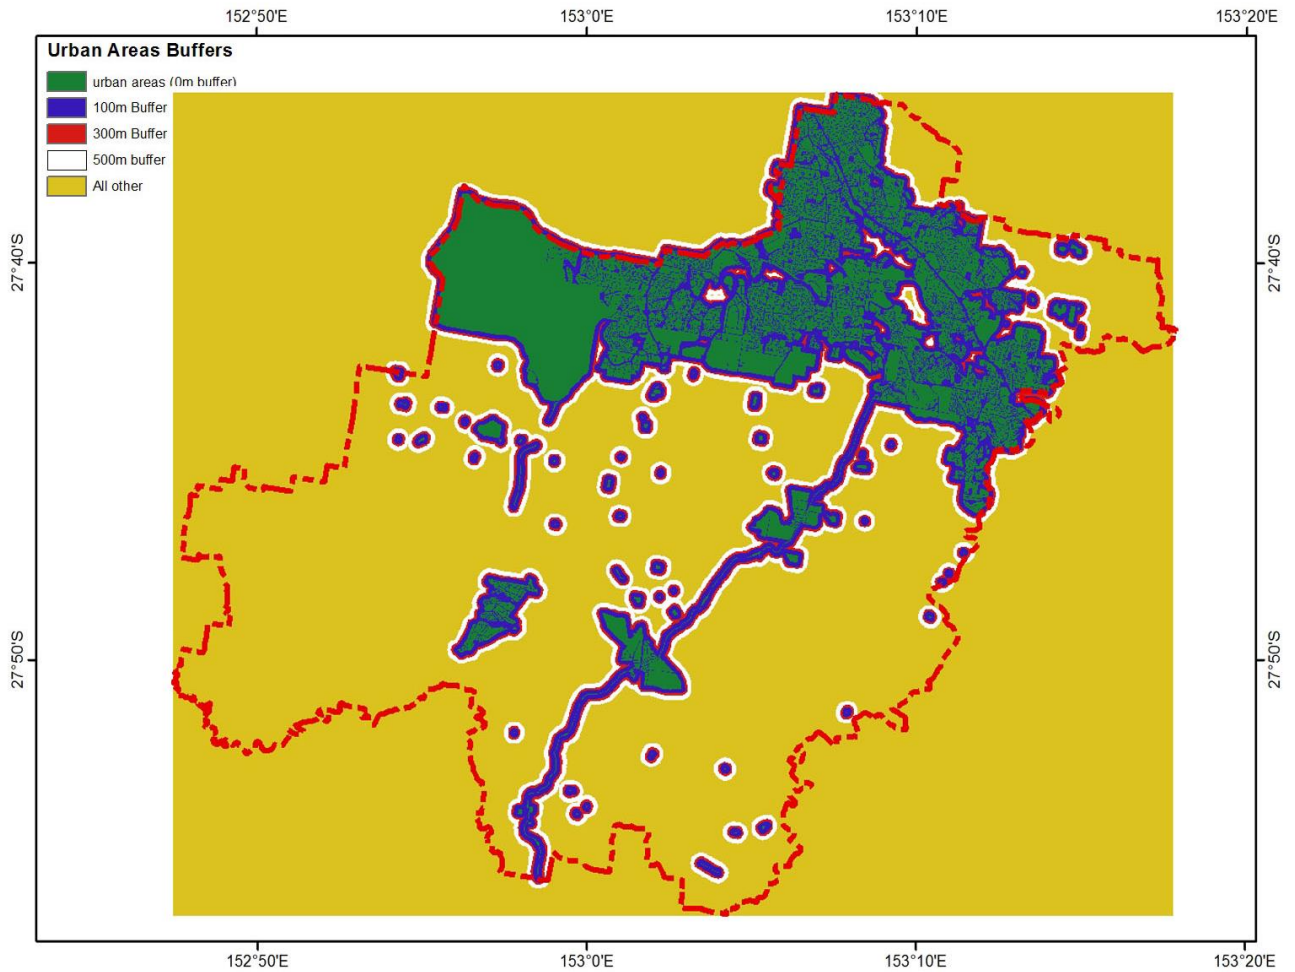 152°50'E 153°0'E 153°10'E 153°20'E
Urban Areas Buffers
urban areas (0m buffer)
100m Buffer
300m Buffer
500m buffer
All other
27°40'S 27°40'S
27°50'S 27°50'S
152°50'E 153°0'E 153°10'E 153°20'E